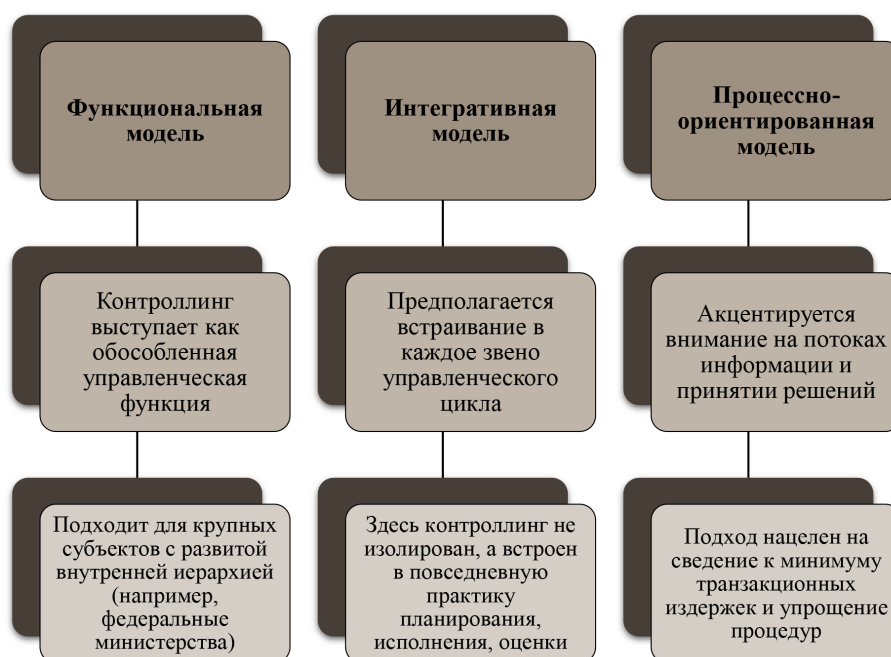 Функциональная
модель
Интегративная
модель
Процессно-
ориентированная
модель
Контроллинг
выступает как
обособленная
управленческая
функция
Предполагается
встраивание в
каждое звено
управленческого
цикла
Акцентируется
внимание на потоках
информации и
принятии решений
Подходит для крупных
субъектов с развитой
внутренней иерархией
(например,
федеральные
министерства)
Здесь контроллинг не
изолирован, а встроен
в повседневную
практику
планирования,
исполнения, оценки
Подход нацелен на
сведение к минимуму
транзакционных
издержек и упрощение
процедур